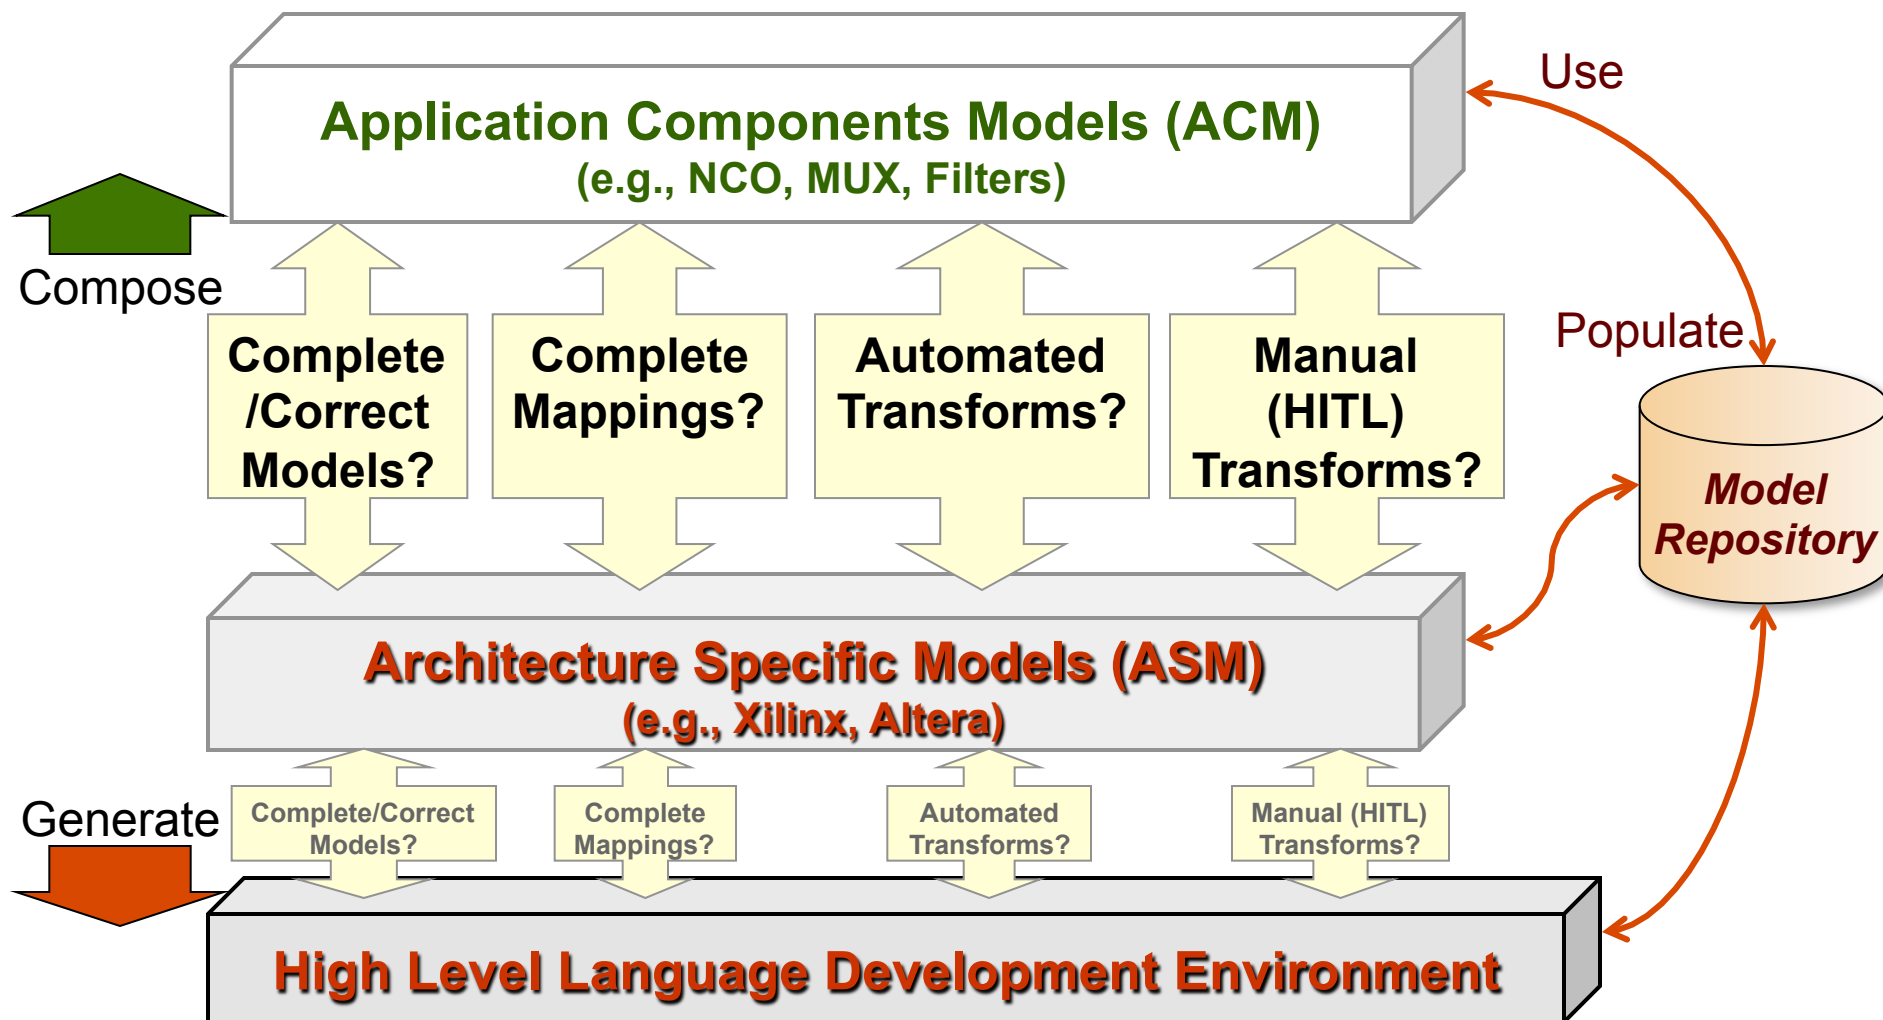 Application Components Models (ACM)
(e.g., NCO, MUX, Filters)
Use
Compose
Populate
Complete
/Correct
Models?
Complete
Mappings?
Automated
Transforms?
Manual
(HITL)
Transforms?
Model
Repository
Architecture Specific Models (ASM)
(e.g., Xilinx, Altera)
Generate
Complete/Correct
Models?
Complete
Mappings?
Automated
Transforms?
Manual (HITL)
Transforms?
High Level Language Development Environment